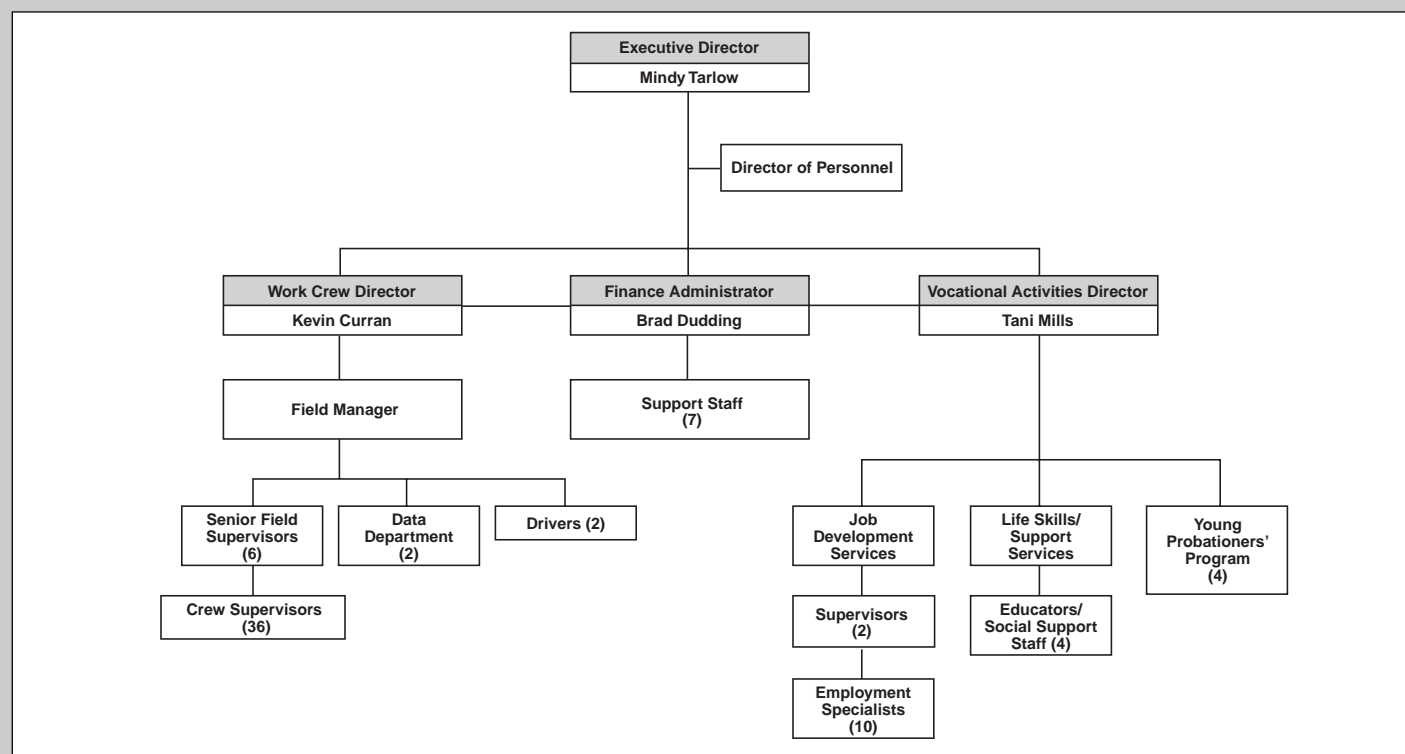 Executive Director
Mindy Tarlow
Director of Personnel
Work Crew Director
Kevin Curran
Finance Administrator
Brad Dudding
Vocational Activities Director
Tani Mills
Field Manager
Support Staff
(7)
Senior Field
Supervisors
(6)
Data
Department
(2)
Drivers (2)
Crew Supervisors
(36)
Job
Development
Services
Life Skills/
Support
Services
Young
Probationers’
Program
(4)
Supervisors
(2)
Educators/
Social Support
Staff (4)
Employment
Specialists
(10)